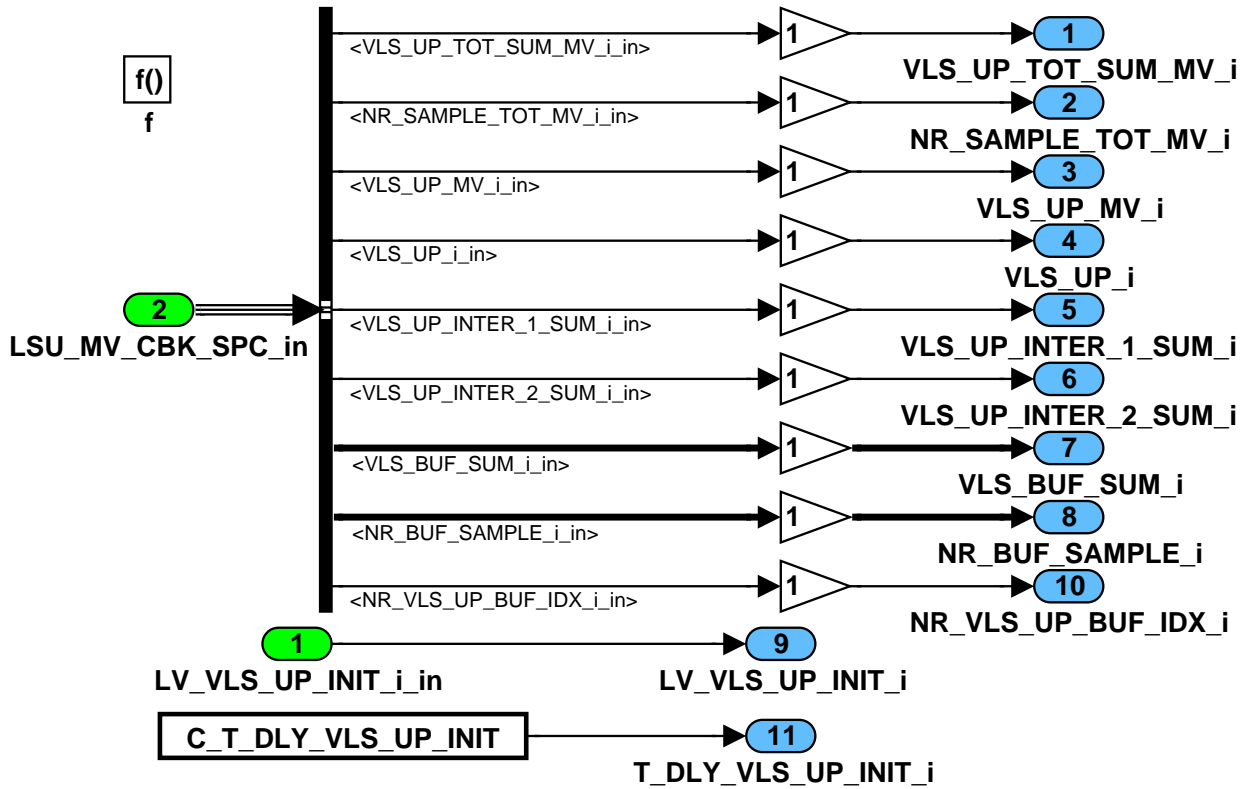 <VLS_UP_TOT_SUM_MV_i_in>
1
1
VLS_UP_TOT_SUM_MV_i
f()
f
<NR_SAMPLE_TOT_MV_i_in>
1
2
NR_SAMPLE_TOT_MV_i
<VLS_UP_MV_i_in>
1
3
VLS_UP_MV_i
<VLS_UP_i_in>
1
4
VLS_UP_i
2
LSU_MV_CBK_SPC_in
<VLS_UP_INTER_1_SUM_i_in>
1
5
VLS_UP_INTER_1_SUM_i
<VLS_UP_INTER_2_SUM_i_in>
1
6
VLS_UP_INTER_2_SUM_i
<VLS_BUF_SUM_i_in>
1
7
VLS_BUF_SUM_i
<NR_BUF_SAMPLE_i_in>
1
8
NR_BUF_SAMPLE_i
<NR_VLS_UP_BUF_IDX_i_in>
1
10
NR_VLS_UP_BUF_IDX_i
1
LV_VLS_UP_INIT_i_in
9
LV_VLS_UP_INIT_i
C_T_DLY_VLS_UP_INIT
11
T_DLY_VLS_UP_INIT_i